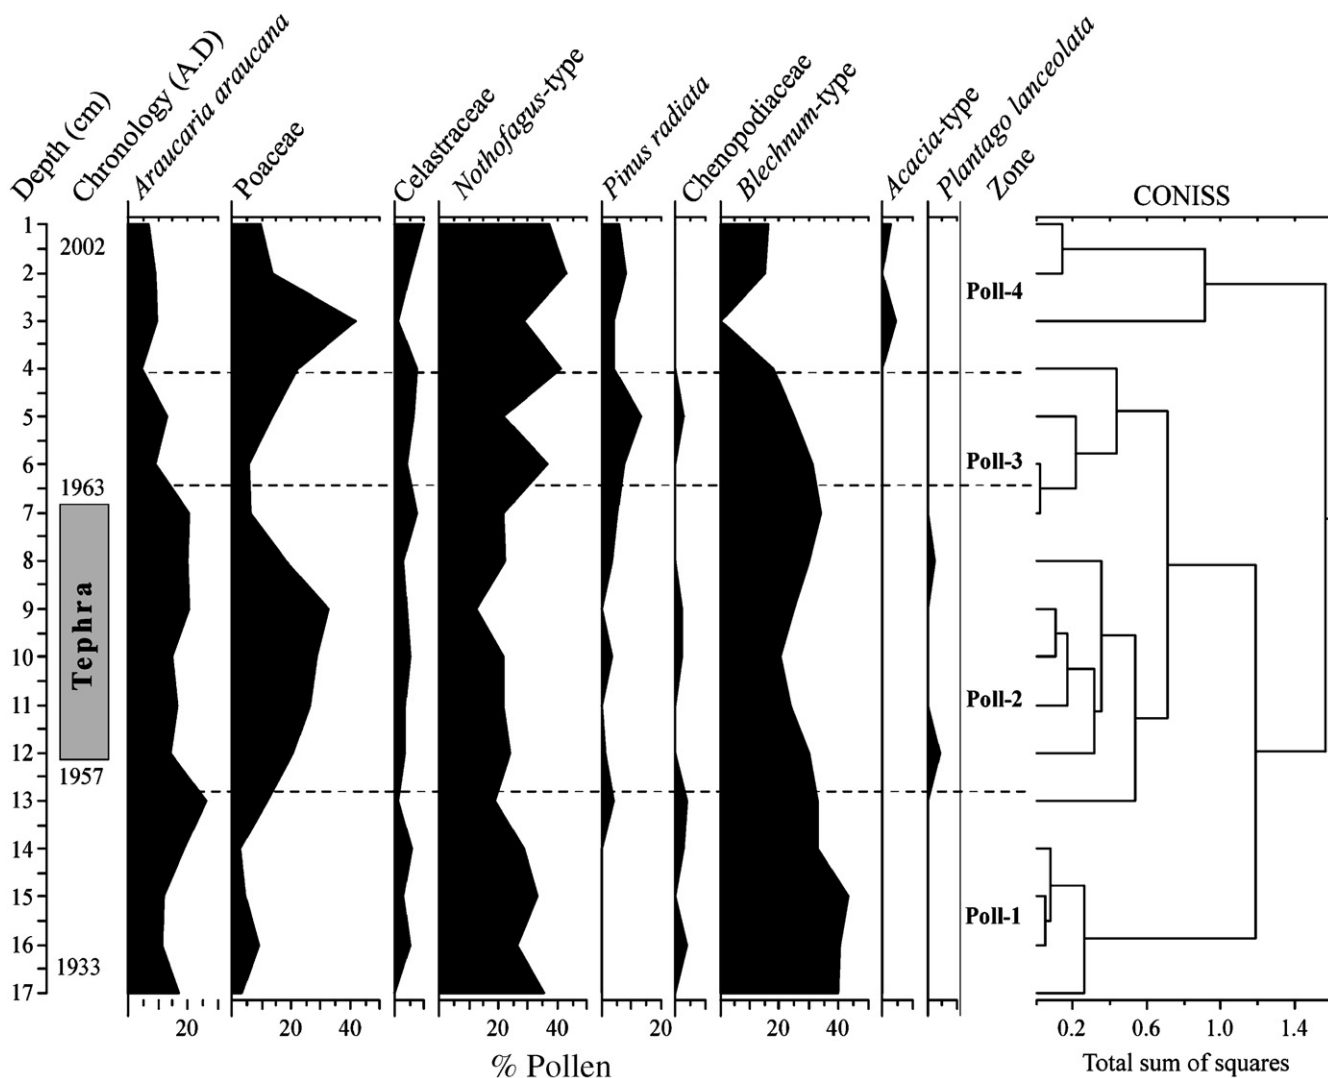 Depth (cm)
Chronology (A.D)
Araucaria araucana
Poaceae
Celastraceae
Nothofagus-type
Pinus radiata
Chenopodiaceae
Blechnum-type
Acacia-type
Plantago lanceolata
Zone
CONISS
1
2002
2
Poll-4
3
4
5
6
Poll-3
1963
7
8
9
Tephra
10
11
Poll-2
12
1957
13
14
15
Poll-1
16
1933
17
20 20 40 20 40 20 20 40 0.2 0.6 1.0 1.4
% Pollen
Total sum of squares